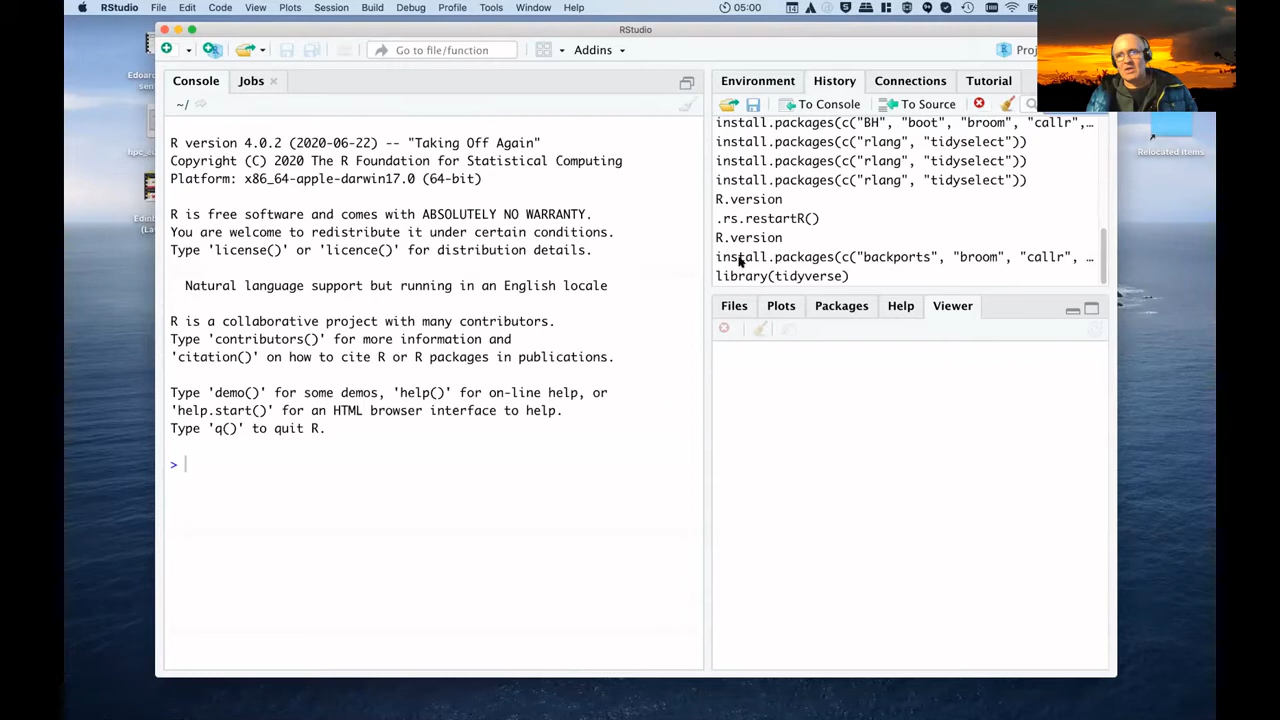 RStudio File Edit Code View Plots Session Build Debug Profile Tools Window Help 05:00
RStudio
Go to file/function Addins
Console Jobs
~/
R version 4.0.2 (2020-06-22) -- "Taking Off Again"
Copyright (C) 2020 The R Foundation for Statistical Computing
Platform: x86_64-apple-darwin17.0 (64-bit)
R is free software and comes with ABSOLUTELY NO WARRANTY.
You are welcome to redistribute it under certain conditions.
Type 'license()' or 'licence()' for distribution details.
Natural language support but running in an English locale
R is a collaborative project with many contributors.
Type 'contributors()' for more information and
'citation()' on how to cite R or R packages in publications.
Type 'demo()' for some demos, 'help()' for on-line help, or
'help.start()' for an HTML browser interface to help.
Type 'q()' to quit R.
>
Environment History Connections Tutorial
To Console To Source
install.packages(c("BH", "boot", "broom", "callr",…
install.packages(c("rlang", "tidyselect"))
install.packages(c("rlang", "tidyselect"))
install.packages(c("rlang", "tidyselect"))
R.version
.rs.restartR()
R.version
install.packages(c("backports", "broom", "callr", …
library(tidyverse)
Files Plots Packages Help Viewer
Relocated Items